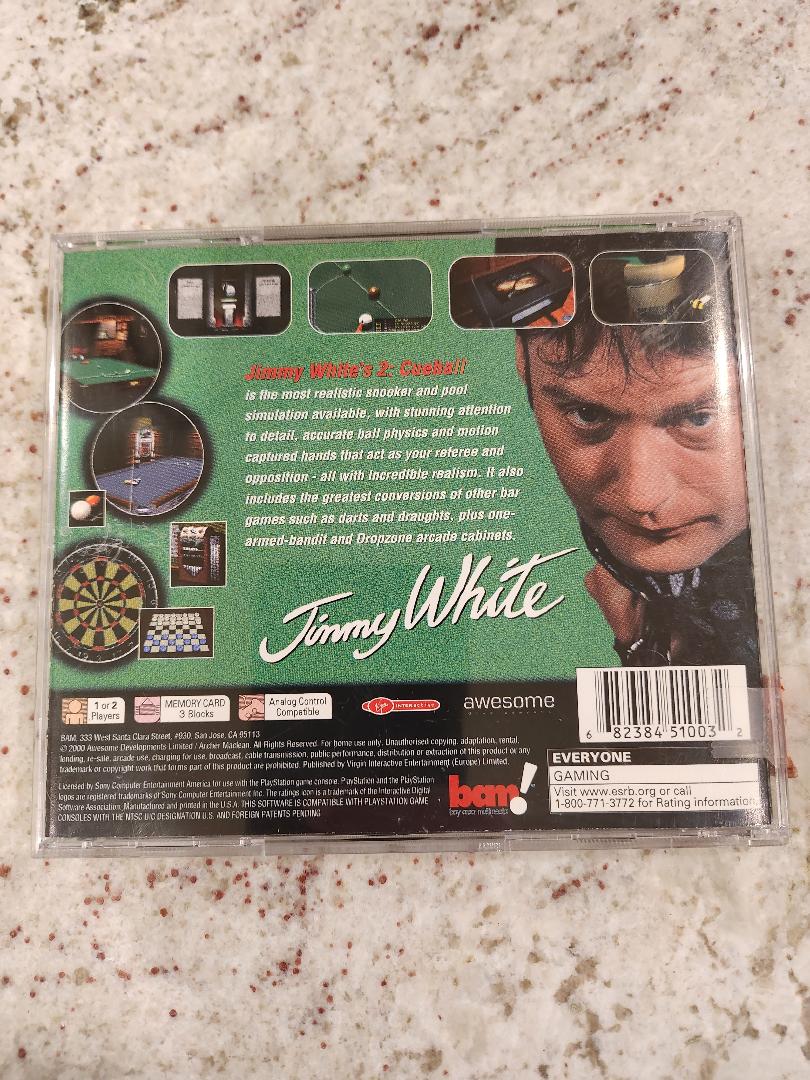 Jimmy White's 2: Cueball
is the most realistic snooker and pool
simulation available, with stunning attention
to detail, accurate ball physics and motion
captured hands that act as your referee and
opposition - all with incredible realism. It also
includes the greatest conversions of other bar
games such as darts and draughts, plus one-
armed-bandit and Dropzone arcade cabinets.
Jimmy White
1 or 2
Players
MEMORY CARD
3 Blocks
Analog Control
Compatible
Virgin INTERACTIVE
awesome
6 82384 51003 2
BAM, 333 West Santa Clara Street, #930, San Jose, CA 95113
© 2000 Awesome Developments Limited / Archer Maclean. All Rights Reserved. For home use only. Unauthorised copying, adaptation, rental,
lending, re-sale, arcade use, charging for use, broadcast, cable transmission, public performance, distribution or extraction of this product or any
trademark or copyright work that forms part of this product are prohibited. Published by Virgin Interactive Entertainment (Europe) Limited.
Licensed by Sony Computer Entertainment America for use with the PlayStation game console. PlayStation and the PlayStation
logos are registered trademarks of Sony Computer Entertainment Inc. The ratings icon is a trademark of the Interactive Digital
Software Association. Manufactured and printed in the U.S.A. THIS SOFTWARE IS COMPATIBLE WITH PLAYSTATION GAME
CONSOLES WITH THE NTSC U/C DESIGNATION U.S. AND FOREIGN PATENTS PENDING
bam!
EVERYONE
GAMING
Visit www.esrb.org or call
1-800-771-3772 for Rating information.